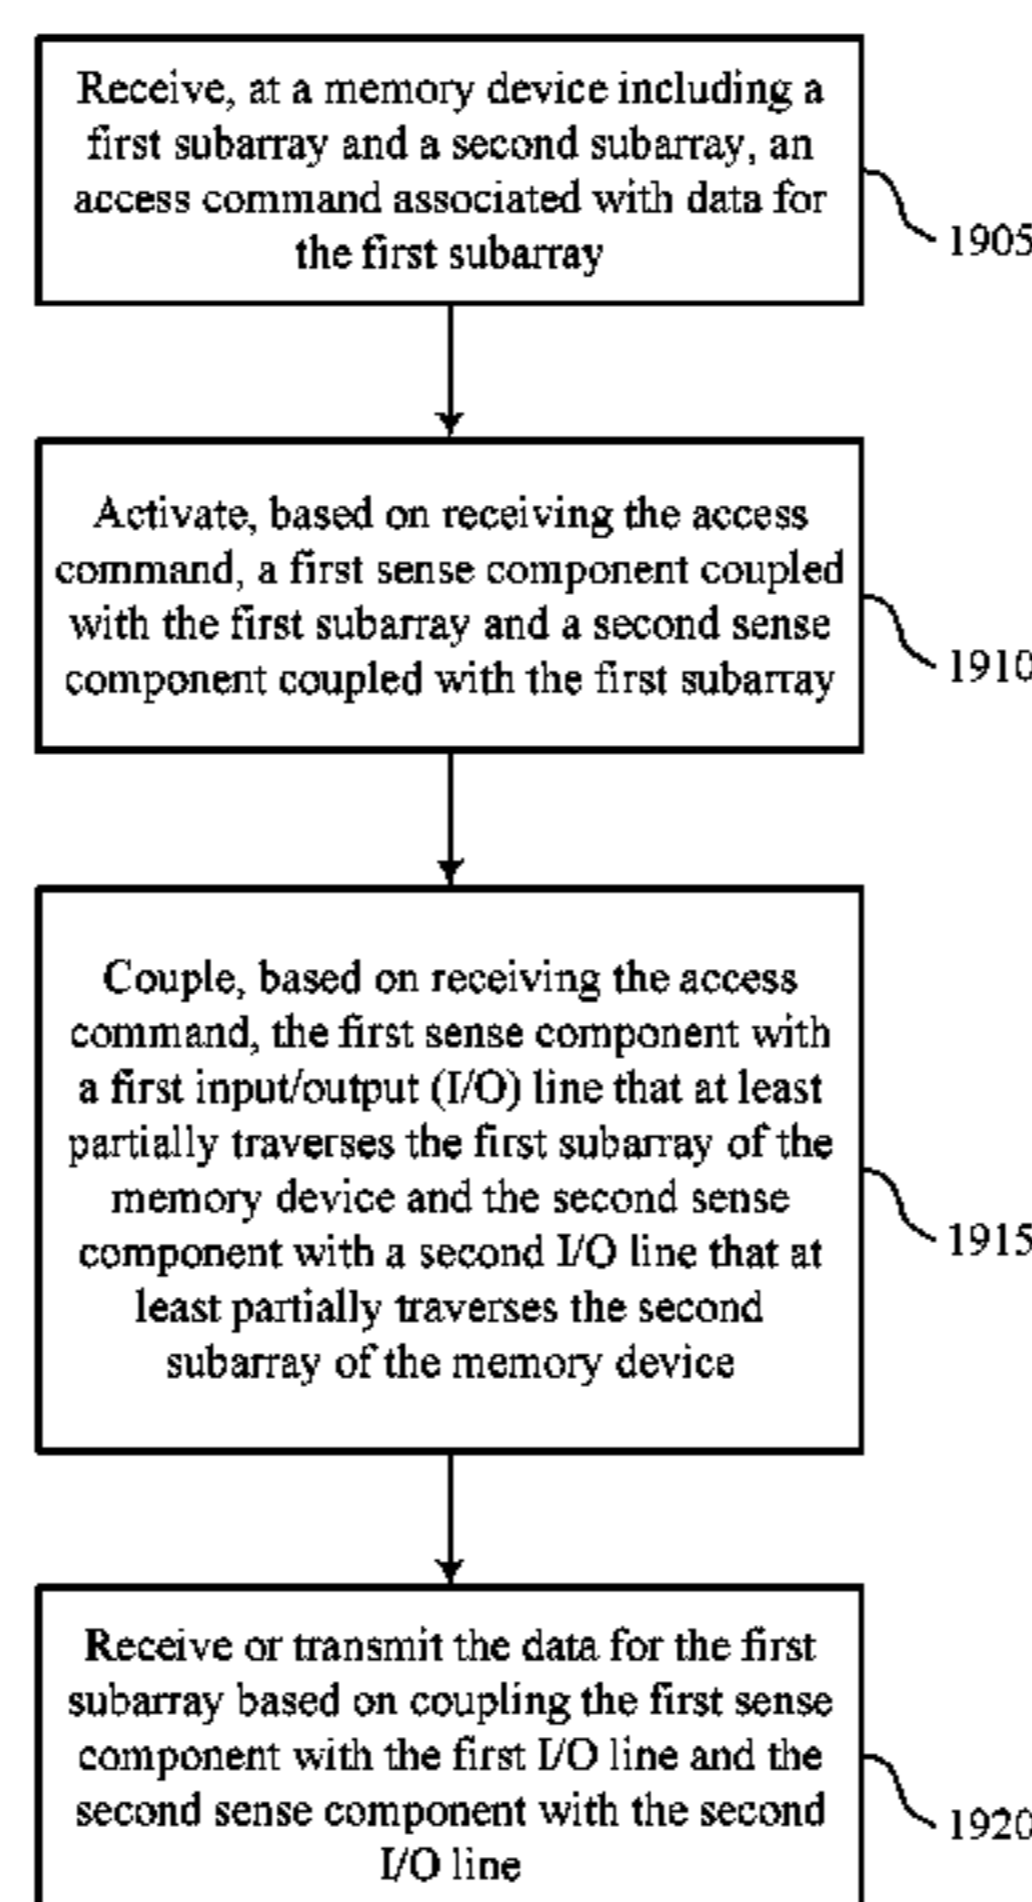 Receive, at a memory device including a
first subarray and a second subarray, an
access command associated with data for
the first subarray
1905
Activate, based on receiving the access
command, a first sense component coupled
with the first subarray and a second sense
component coupled with the first subarray
1910
Couple, based on receiving the access
command, the first sense component with
a first input/output (I/O) line that at least
partially traverses the first subarray of the
memory device and the second sense
component with a second I/O line that at
least partially traverses the second
subarray of the memory device
1915
Receive or transmit the data for the first
subarray based on coupling the first sense
component with the first I/O line and the
second sense component with the second
I/O line
1920